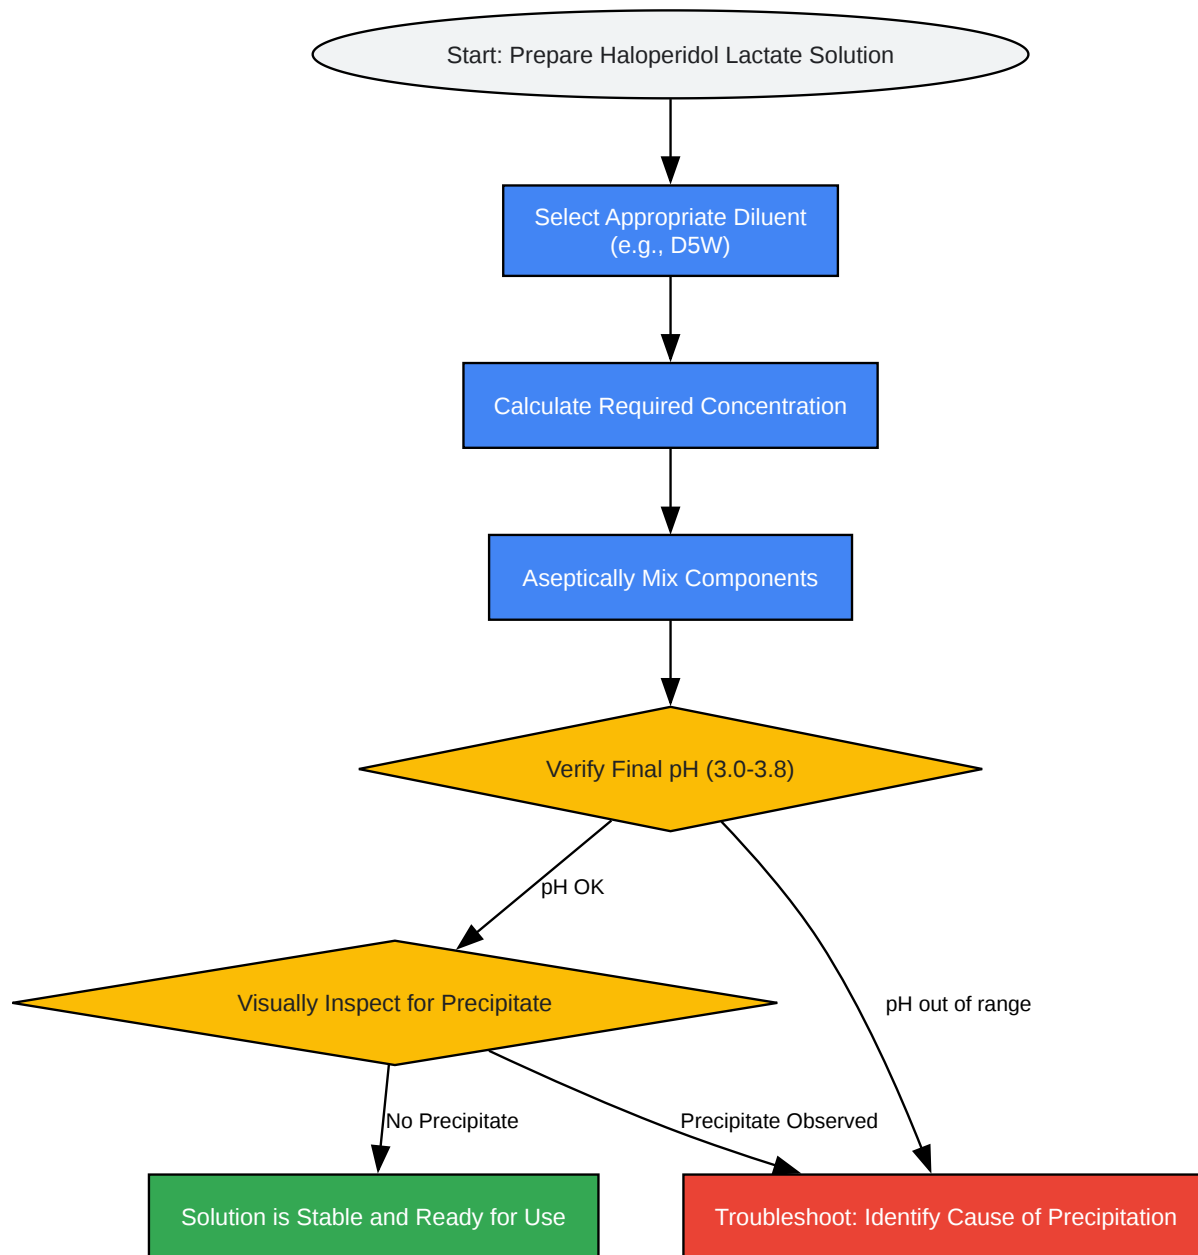 Start: Prepare Haloperidol Lactate Solution
Select Appropriate Diluent
(e.g., D5W)
Calculate Required Concentration
Aseptically Mix Components
Verify Final pH (3.0-3.8)
pH OK
Visually Inspect for Precipitate
pH out of range
No Precipitate
Precipitate Observed
Solution is Stable and Ready for Use
Troubleshoot: Identify Cause of Precipitation